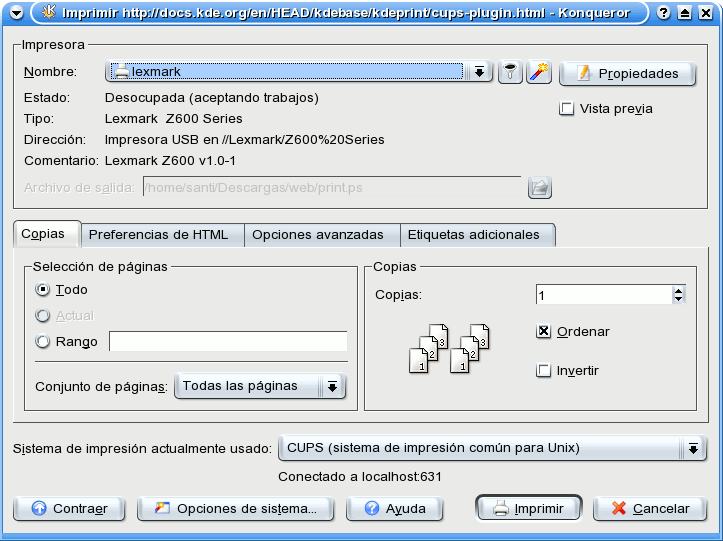 Imprimir http://docs.kde.org/en/HEAD/kdebase/kdeprint/cups-plugin.html - Konqueror
Impresora
Nombre: lexmark Propiedades
Estado: Desocupada (aceptando trabajos)
Vista previa
Tipo: Lexmark Z600 Series
Dirección: Impresora USB en //Lexmark/Z600%20Series
Comentario: Lexmark Z600 v1.0-1
Archivo de salida: /home/santi/Descargas/web/print.ps
Copias Preferencias de HTML Opciones avanzadas Etiquetas adicionales
Selección de páginas
Todo
Actual
Rango
Conjunto de páginas: Todas las páginas
Copias
Copias: 1
1 2 3 1 2 3
Ordenar
Invertir
Sistema de impresión actualmente usado: CUPS (sistema de impresión común para Unix)
Conectado a localhost:631
Contraer Opciones de sistema... Ayuda Imprimir Cancelar